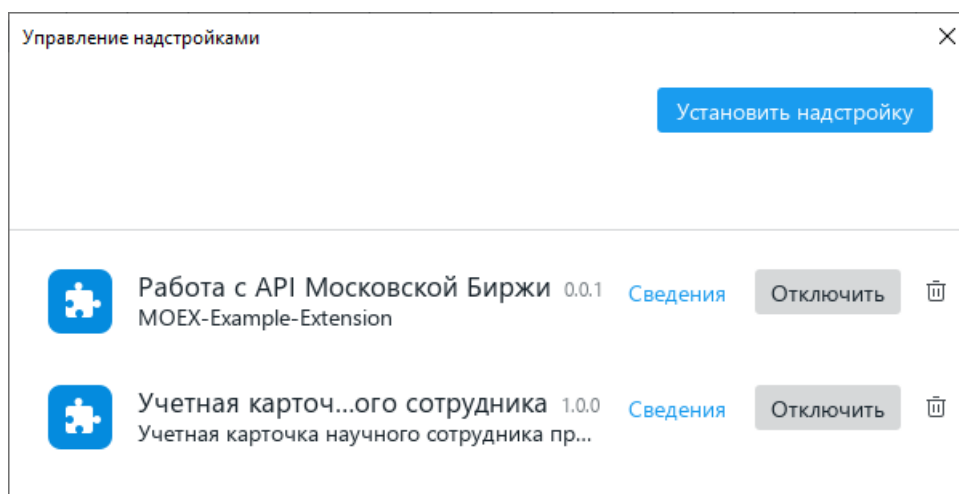 Управление надстройками
Установить надстройку
Работа с API Московской Биржи 0.0.1 Сведения Отключить
MOEX-Example-Extension
Учетная карточ...ого сотрудника 1.0.0 Сведения Отключить
Учетная карточка научного сотрудника пр...